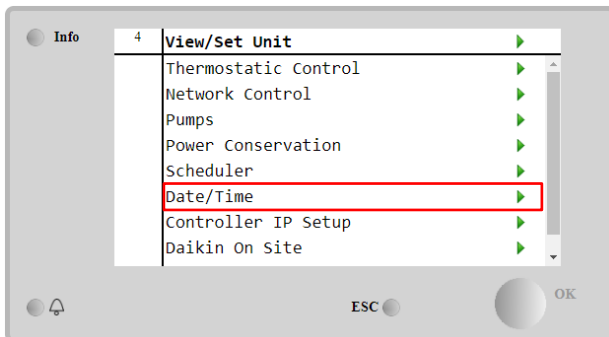 Info
4 View/Set Unit
Thermostatic Control
Network Control
Pumps
Power Conservation
Scheduler
Date/Time
Controller IP Setup
Daikin On Site
ESC
OK